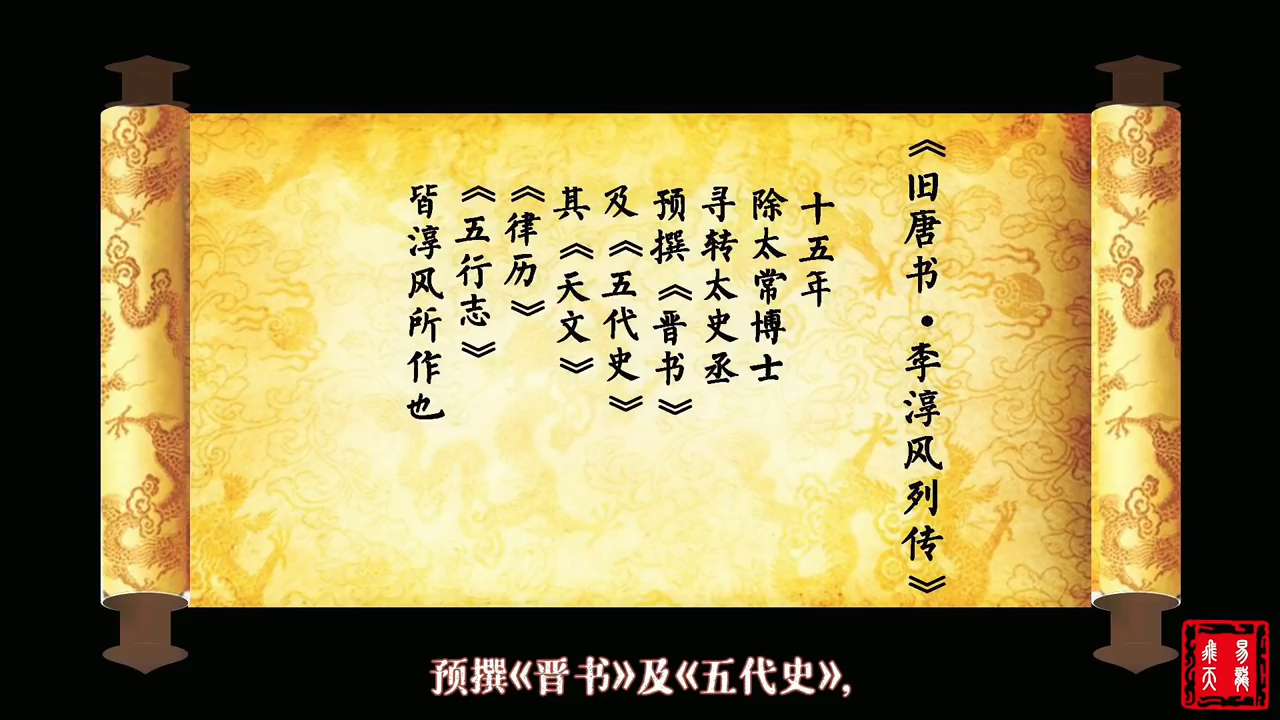 《旧唐书·李淳风列传》
十五年
除太常博士
寻转太史丞
预撰《晋书》
及《五代史》
其《天文》
《律历》
《五行志》
皆淳风所作也
预撰《晋书》及《五代史》,